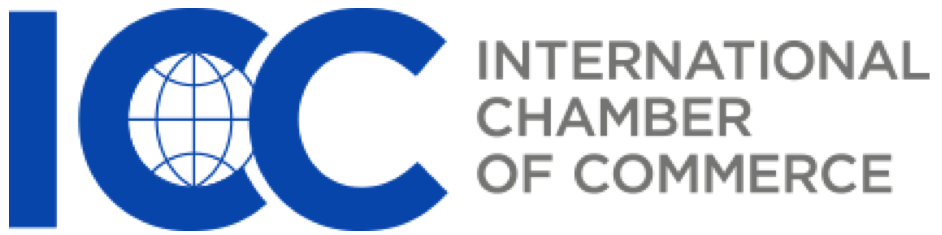 ICC
INTERNATIONAL
CHAMBER
OF COMMERCE